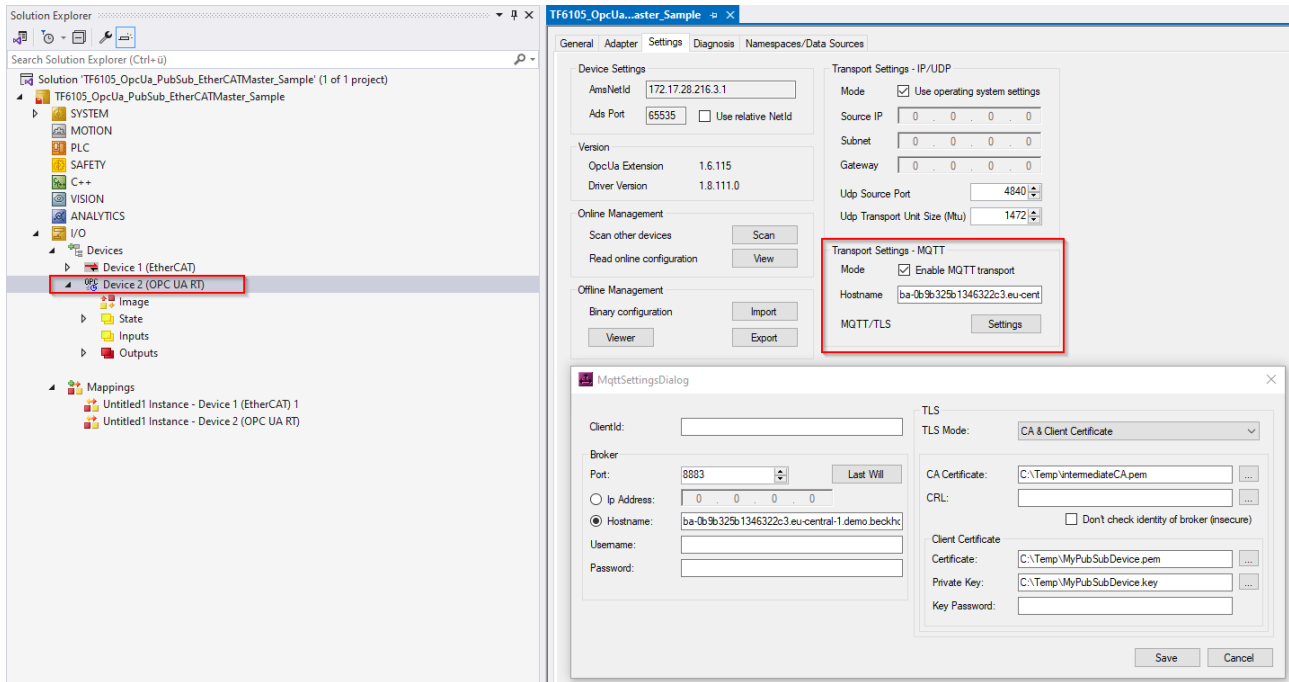 Solution Explorer
Search Solution Explorer (Ctrl+ü)
Solution 'TF6105_OpcUa_PubSub_EtherCATMaster_Sample' (1 of 1 project)
TF6105_OpcUa_PubSub_EtherCATMaster_Sample
SYSTEM
MOTION
PLC
SAFETY
C++
VISION
ANALYTICS
I/O
Devices
Device 1 (EtherCAT)
Device 2 (OPC UA RT)
Image
State
Inputs
Outputs
Mappings
Untitled1 Instance - Device 1 (EtherCAT) 1
Untitled1 Instance - Device 2 (OPC UA RT)
TF6105_OpcUa...aster_Sample
General Adapter Settings Diagnosis Namespaces/Data Sources
Device Settings
AmsNetId 172.17.28.216.3.1
Ads Port 65535 Use relative NetId
Version
OpcUa Extension 1.6.115
Driver Version 1.8.111.0
Online Management
Scan other devices Scan
Read online configuration View
Offline Management
Binary configuration Import
Viewer Export
Transport Settings - IP/UDP
Mode Use operating system settings
Source IP 0 . 0 . 0 . 0
Subnet 0 . 0 . 0 . 0
Gateway 0 . 0 . 0 . 0
Udp Source Port 4840
Udp Transport Unit Size (Mtu) 1472
Transport Settings - MQTT
Mode Enable MQTT transport
Hostname ba-0b9b325b1346322c3.eu-cent
MQTT/TLS Settings
MqttSettingsDialog
ClientId:
Broker
Port: 8883 Last Will
Ip Address: 0 . 0 . 0 . 0
Hostname: ba-0b9b325b1346322c3.eu-central-1.demo.beckho
Username:
Password:
TLS
TLS Mode: CA & Client Certificate
CA Certificate: C:\Temp\intermediateCA.pem ...
CRL: ...
Don't check identity of broker (insecure)
Client Certificate
Certificate: C:\Temp\MyPubSubDevice.pem ...
Private Key: C:\Temp\MyPubSubDevice.key ...
Key Password:
Save Cancel